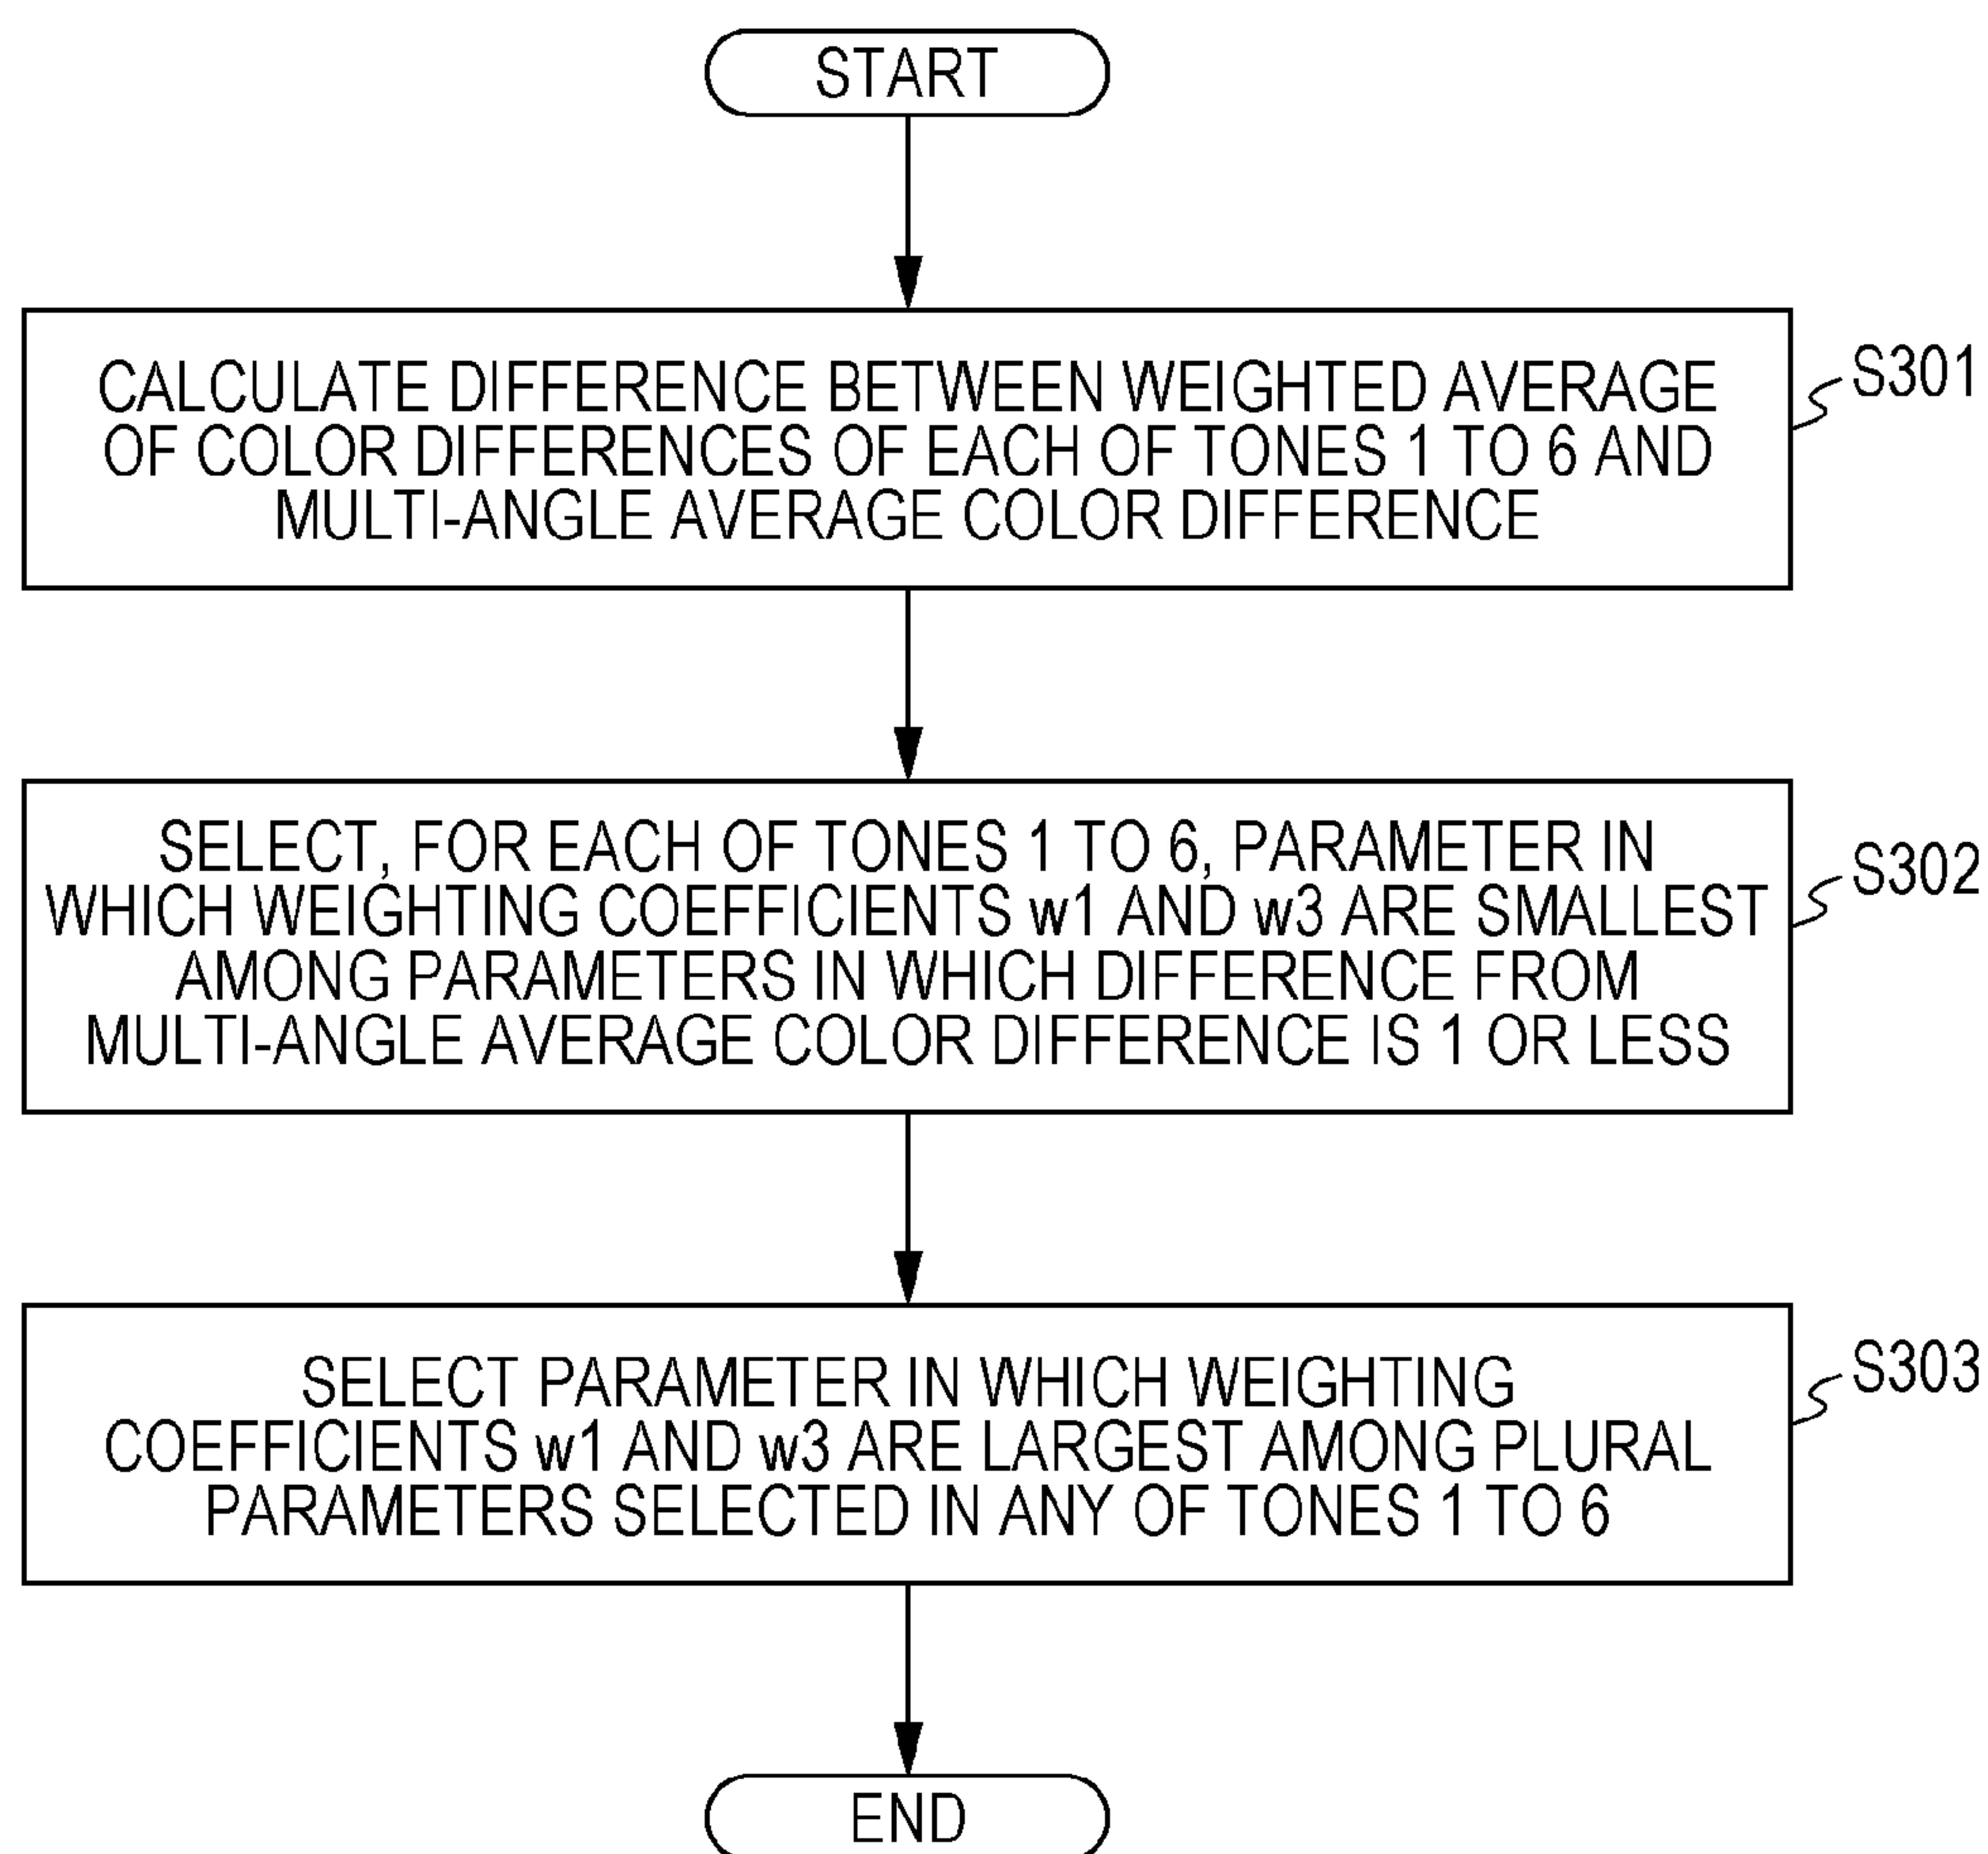 START
CALCULATE DIFFERENCE BETWEEN WEIGHTED AVERAGE
OF COLOR DIFFERENCES OF EACH OF TONES 1 TO 6 AND
MULTI-ANGLE AVERAGE COLOR DIFFERENCE
S301
SELECT, FOR EACH OF TONES 1 TO 6, PARAMETER IN
WHICH WEIGHTING COEFFICIENTS w1 AND w3 ARE SMALLEST
AMONG PARAMETERS IN WHICH DIFFERENCE FROM
MULTI-ANGLE AVERAGE COLOR DIFFERENCE IS 1 OR LESS
S302
SELECT PARAMETER IN WHICH WEIGHTING
COEFFICIENTS w1 AND w3 ARE LARGEST AMONG PLURAL
PARAMETERS SELECTED IN ANY OF TONES 1 TO 6
S303
END